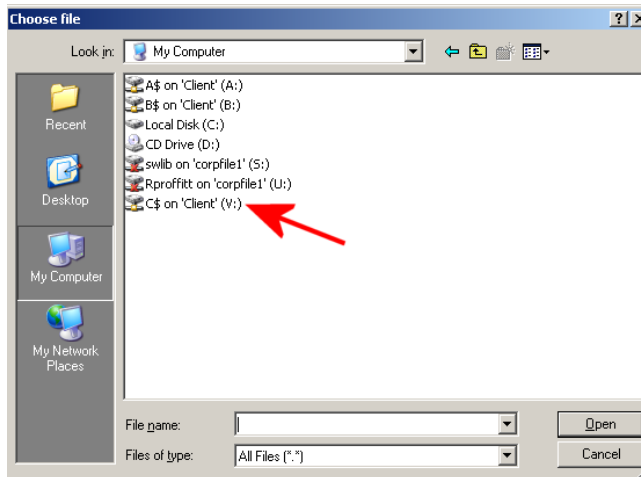 Choose file
Look in: My Computer
A$ on 'Client' (A:)
B$ on 'Client' (B:)
Local Disk (C:)
CD Drive (D:)
swlib on 'corpfile1' (S:)
Rproffitt on 'corpfile1' (U:)
C$ on 'Client' (V:)
Recent
Desktop
My Computer
My Network
Places
File name:
Open
Files of type: All Files (*.*)
Cancel